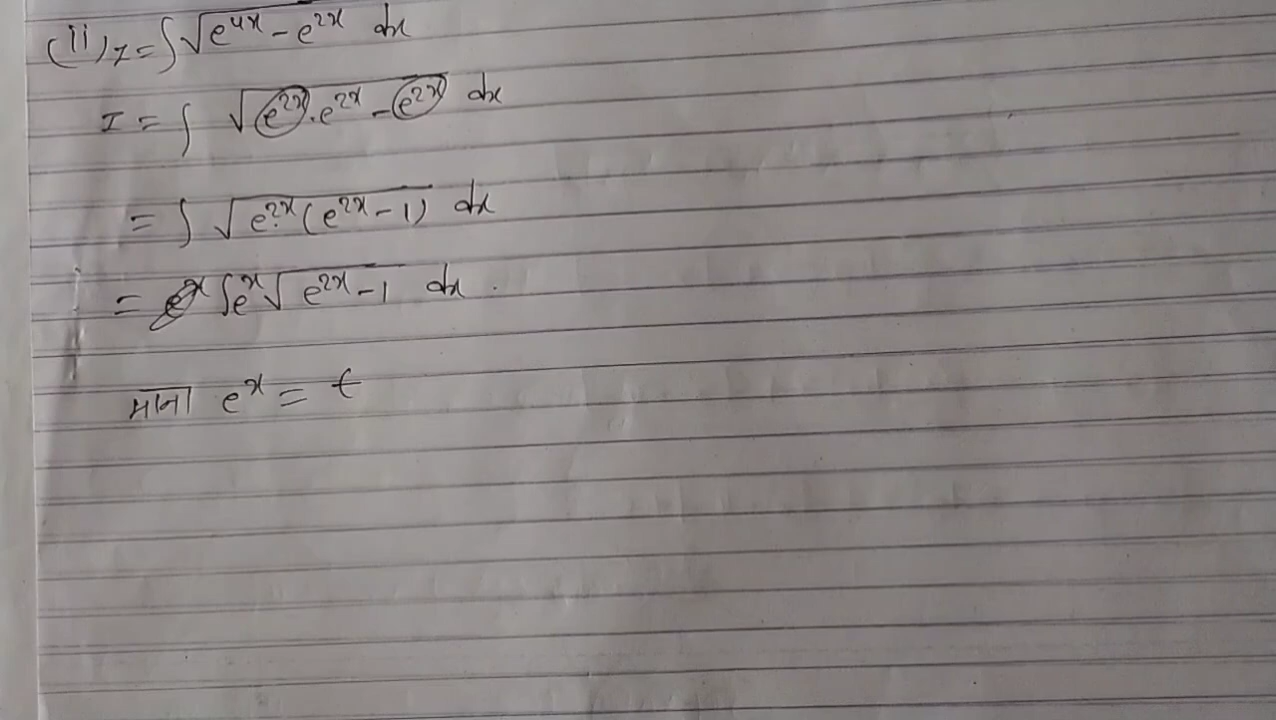 (ii) I = ∫√e^4x - e^2x dx
I = ∫ √e^2x . e^2x - e^2x dx
= ∫ √e^2x (e^2x - 1) dx
= ∫e^x √e^2x - 1 dx .
माना e^x = t